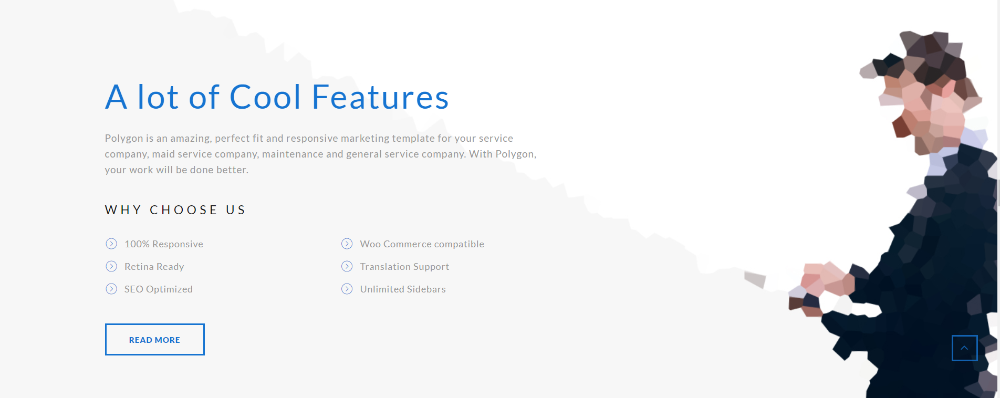 A lot of Cool Features
Polygon is an amazing, perfect fit and responsive marketing template for your service
company, maid service company, maintenance and general service company. With Polygon,
your work will be done better.
WHY CHOOSE US
100% Responsive
Woo Commerce compatible
Retina Ready
Translation Support
SEO Optimized
Unlimited Sidebars
READ MORE